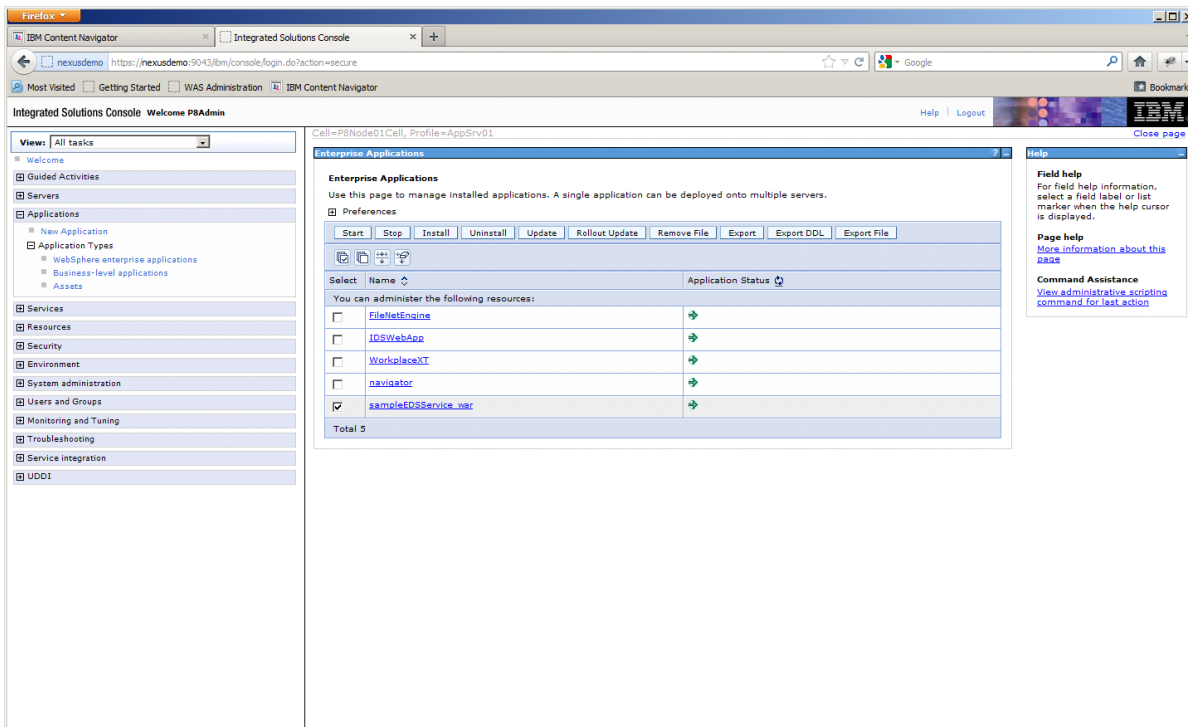 Firefox
IBM Content Navigator
Integrated Solutions Console
nexusdemo https://nexusdemo:9043/ibm/console/login.do?action=secure
Google
Most Visited Getting Started WAS Administration IBM Content Navigator
Bookmark
Integrated Solutions Console Welcome P8Admin
Help Logout
IBM.
Cell=P8Node01Cell, Profile=AppSrv01
Close page
View: All tasks
Welcome
Guided Activities
Servers
Applications
New Application
Application Types
WebSphere enterprise applications
Business-level applications
Assets
Services
Resources
Security
Environment
System administration
Users and Groups
Monitoring and Tuning
Troubleshooting
Service integration
UDDI
Enterprise Applications ? -
Enterprise Applications
Use this page to manage installed applications. A single application can be deployed onto multiple servers.
Preferences
Start Stop Install Uninstall Update Rollout Update Remove File Export Export DDL Export File
Select Name Application Status
You can administer the following resources:
FileNetEngine
IDSWebApp
WorkplaceXT
navigator
sampleEDSService_war
Total 5
Help
Field help
For field help information,
select a field label or list
marker when the help cursor
is displayed.
Page help
More information about this
page
Command Assistance
View administrative scripting
command for last action